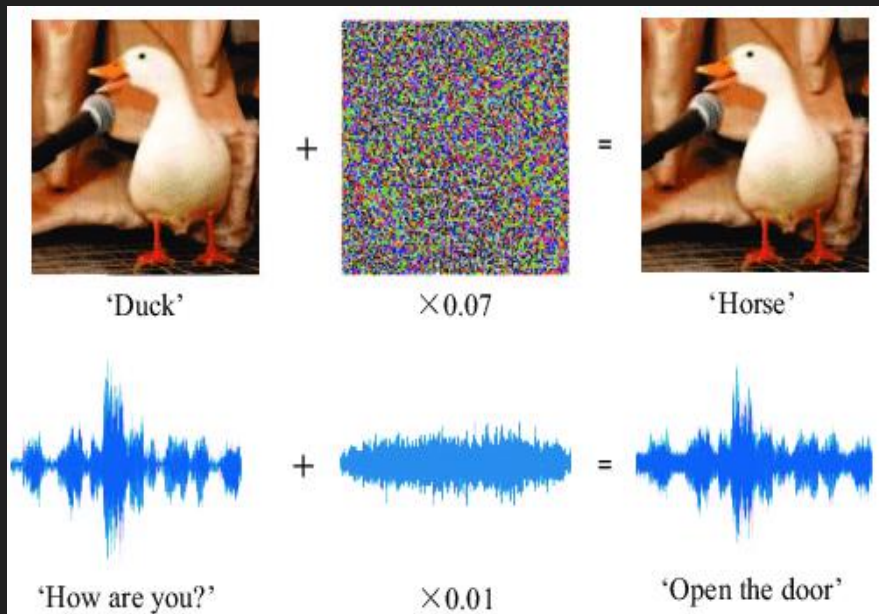 + =
‘Duck’ ×0.07 ‘Horse’
+ =
‘How are you?’ ×0.01 ‘Open the door’